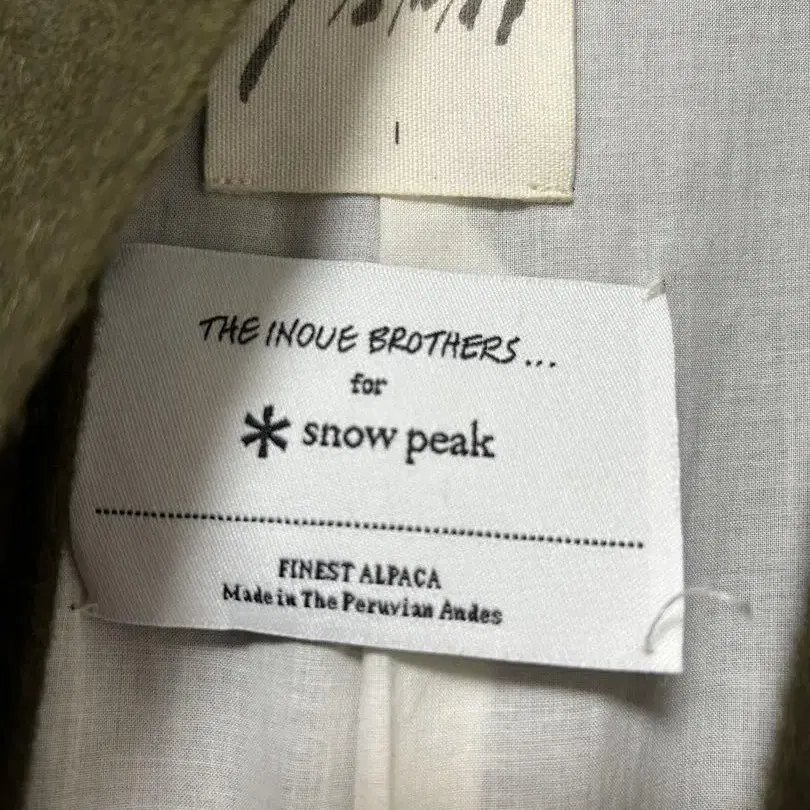 I
THE INOUE BROTHERS...
for
snow peak
FINEST ALPACA
Made in The Peruvian Andes